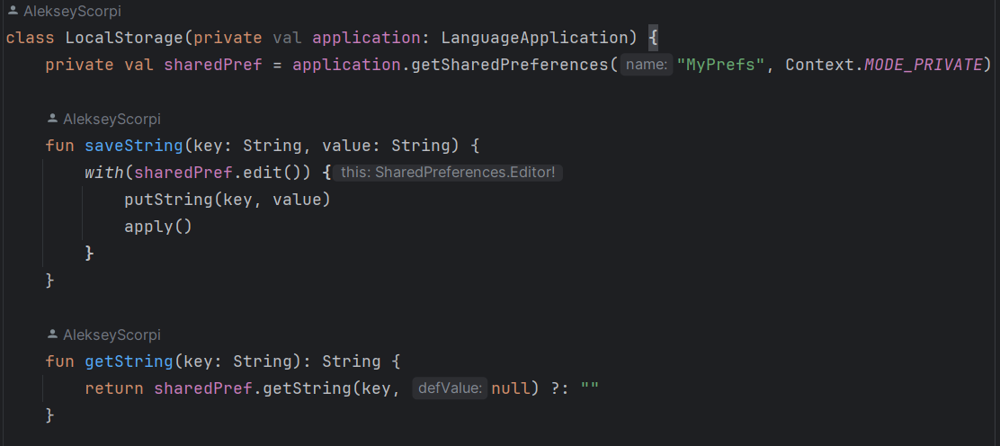 AlekseyScorpi
class LocalStorage(private val application: LanguageApplication) {
    private val sharedPref = application.getSharedPreferences( name: "MyPrefs", Context.MODE_PRIVATE)
    AlekseyScorpi
    fun saveString(key: String, value: String) {
        with(sharedPref.edit()) { this: SharedPreferences.Editor!
            putString(key, value)
            apply()
        }
    }
    AlekseyScorpi
    fun getString(key: String): String {
        return sharedPref.getString(key, defValue: null) ?: ""
    }